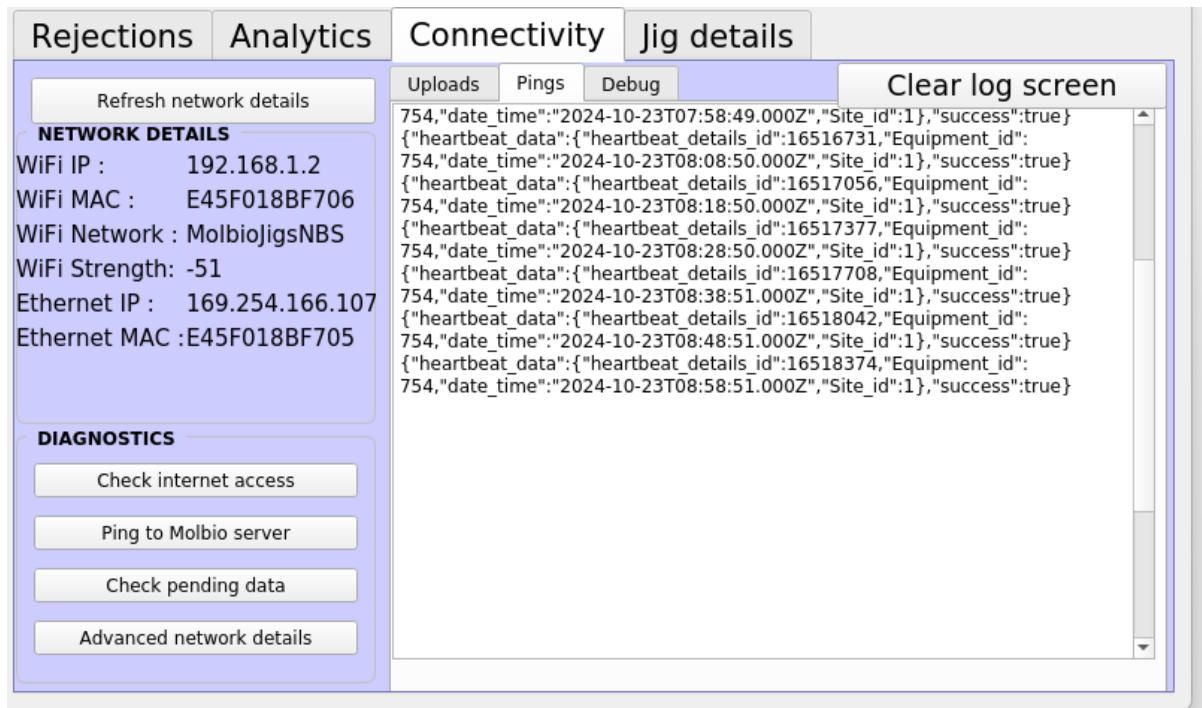 Rejections
Analytics
Connectivity
Jig details
Refresh network details
NETWORK DETAILS
WiFi IP : 192.168.1.2
WiFi MAC : E45F018BF706
WiFi Network : MolbioJigsNBS
WiFi Strength: -51
Ethernet IP : 169.254.166.107
Ethernet MAC :E45F018BF705
DIAGNOSTICS
Check internet access
Ping to Molbio server
Check pending data
Advanced network details
Uploads
Pings
Debug
Clear log screen
754,"date_time":"2024-10-23T07:58:49.000Z","Site_id":1},"success":true}
{"heartbeat_data":{"heartbeat_details_id":16516731,"Equipment_id":
754,"date_time":"2024-10-23T08:08:50.000Z","Site_id":1},"success":true}
{"heartbeat_data":{"heartbeat_details_id":16517056,"Equipment_id":
754,"date_time":"2024-10-23T08:18:50.000Z","Site_id":1},"success":true}
{"heartbeat_data":{"heartbeat_details_id":16517377,"Equipment_id":
754,"date_time":"2024-10-23T08:28:50.000Z","Site_id":1},"success":true}
{"heartbeat_data":{"heartbeat_details_id":16517708,"Equipment_id":
754,"date_time":"2024-10-23T08:38:51.000Z","Site_id":1},"success":true}
{"heartbeat_data":{"heartbeat_details_id":16518042,"Equipment_id":
754,"date_time":"2024-10-23T08:48:51.000Z","Site_id":1},"success":true}
{"heartbeat_data":{"heartbeat_details_id":16518374,"Equipment_id":
754,"date_time":"2024-10-23T08:58:51.000Z","Site_id":1},"success":true}